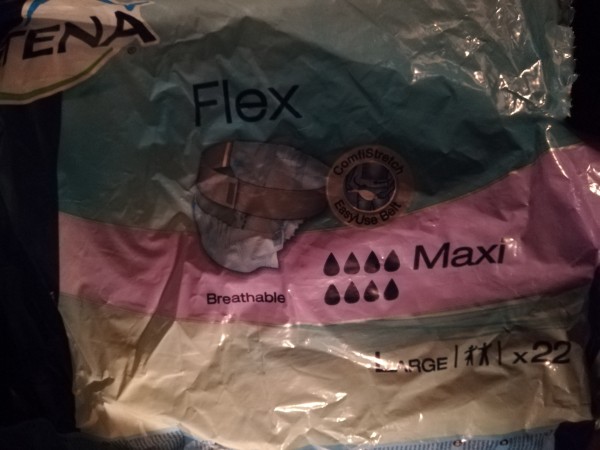 TENA
Flex
ComfiStretch
EasyUse Belt
Maxi
Breathable
LARGE x22